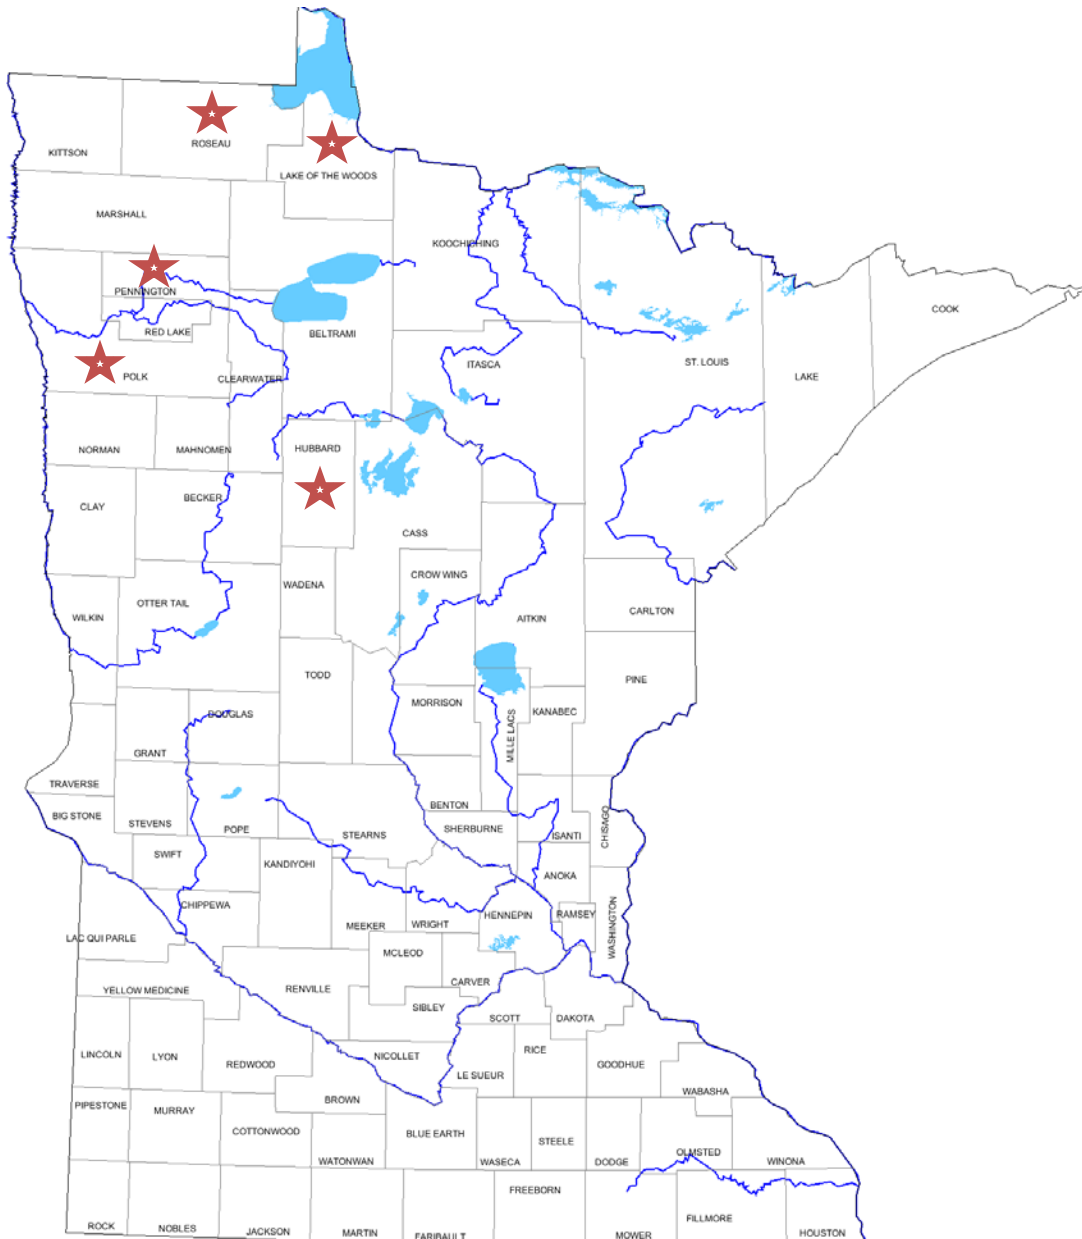 ROSEAU
KITTSON
LAKE OF THE WOODS
MARSHALL
KOOCHICHING
PENNINGTON
COOK
RED LAKE
BELTRAMI
ST. LOUIS
ITASCA
POLK
CLEARWATER
LAKE
NORMAN
MAHNOMEN
HUBBARD
BECKER
CLAY
CASS
CROW WING
WADENA
OTTER TAIL
WILKIN
AITKIN
CARLTON
TODD
PINE
MORRISON
KANABEC
DOUGLAS
MILLE LACS
GRANT
TRAVERSE
BENTON
BIG STONE
STEVENS
POPE
STEARNS
SHERBURNE
ISANTI
CHISAGO
SWIFT
KANDIYOHI
ANOKA
CHIPPEWA
MEEKER
WRIGHT
HENNEPIN
RAMSEY
WASHINGTON
LAC QUI PARLE
MCLEOD
CARVER
YELLOW MEDICINE
RENVILLE
SIBLEY
SCOTT
DAKOTA
LINCOLN
LYON
REDWOOD
NICOLLET
RICE
LE SUEUR
GOODHUE
WABASHA
PIPESTONE
MURRAY
BROWN
COTTONWOOD
BLUE EARTH
STEELE
WATONWAN
WASECA
DODGE
OLMSTED
WINONA
FREEBORN
ROCK
NOBLES
JACKSON
MARTIN
FARIBAULT
MOWER
FILLMORE
HOUSTON